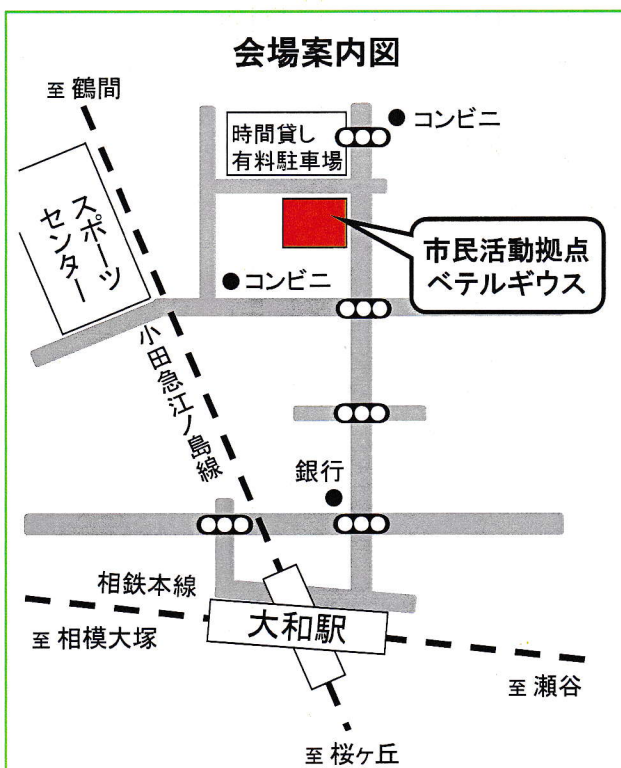 会場案内図
至 鶴間
時間貸し
有料駐車場
コンビニ
スポーツ
センター
市民活動拠点
ベテルギウス
コンビニ
小田急江ノ島線
銀行
相鉄本線
大和駅
至 相模大塚
至 瀬谷
至 桜ヶ丘